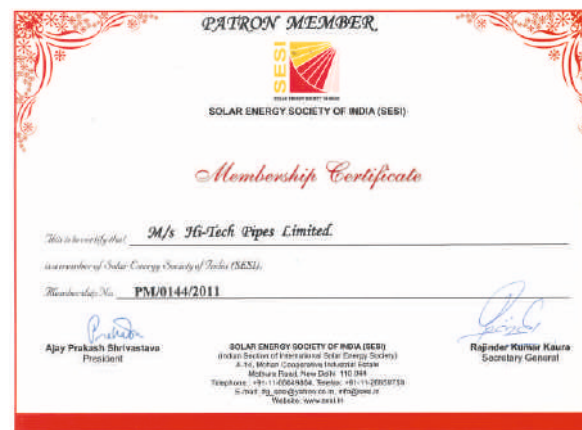 PATRON MEMBER
SESI
SOLAR ENERGY SOCIETY OF INDIA (SESI)
Membership Certificate
This is to certify that M/s Hi-Tech Pipes Limited.
is a member of Solar Energy Society of India (SESI).
Membership No. PM/0144/2011
Ajay Prakash Shrivastava
President
SOLAR ENERGY SOCIETY OF INDIA (SESI)
(Indian Section of International Solar Energy Society)
A-14, Mohan Cooperative Industrial Estate
Mathura Road, New Delhi 110 044
Telephone : Telefax:
E-mail:
Website: www.sesi.in
Rajinder Kumar Kaura
Secretary General